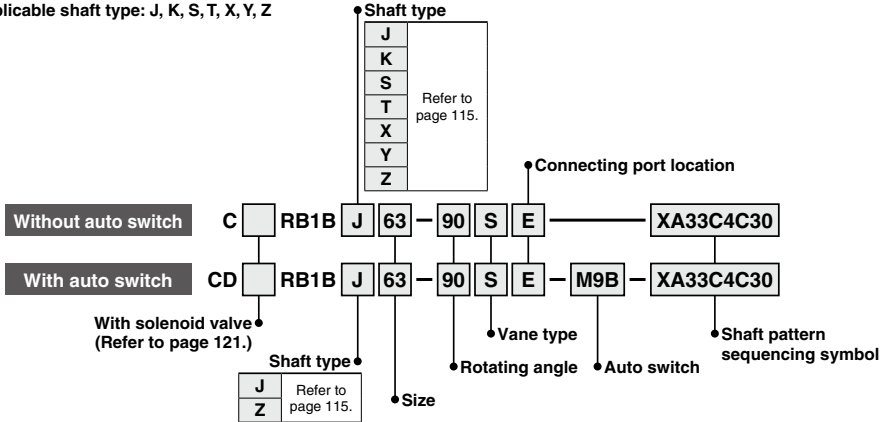 plicable shaft type: J, K, S, T, X, Y, Z
Shaft type
J
K
S
T
X
Y
Z
Refer to
page 115.
Connecting port location
Without auto switch C RB1B J 63 — 90 S E — XA33C4C30
With auto switch CD RB1B J 63 — 90 S E — M9B — XA33C4C30
With solenoid valve
(Refer to page 121.)
Vane type
Shaft pattern
sequencing symbol
Shaft type
Rotating angle
Auto switch
J
Z
Refer to
page 115.
Size